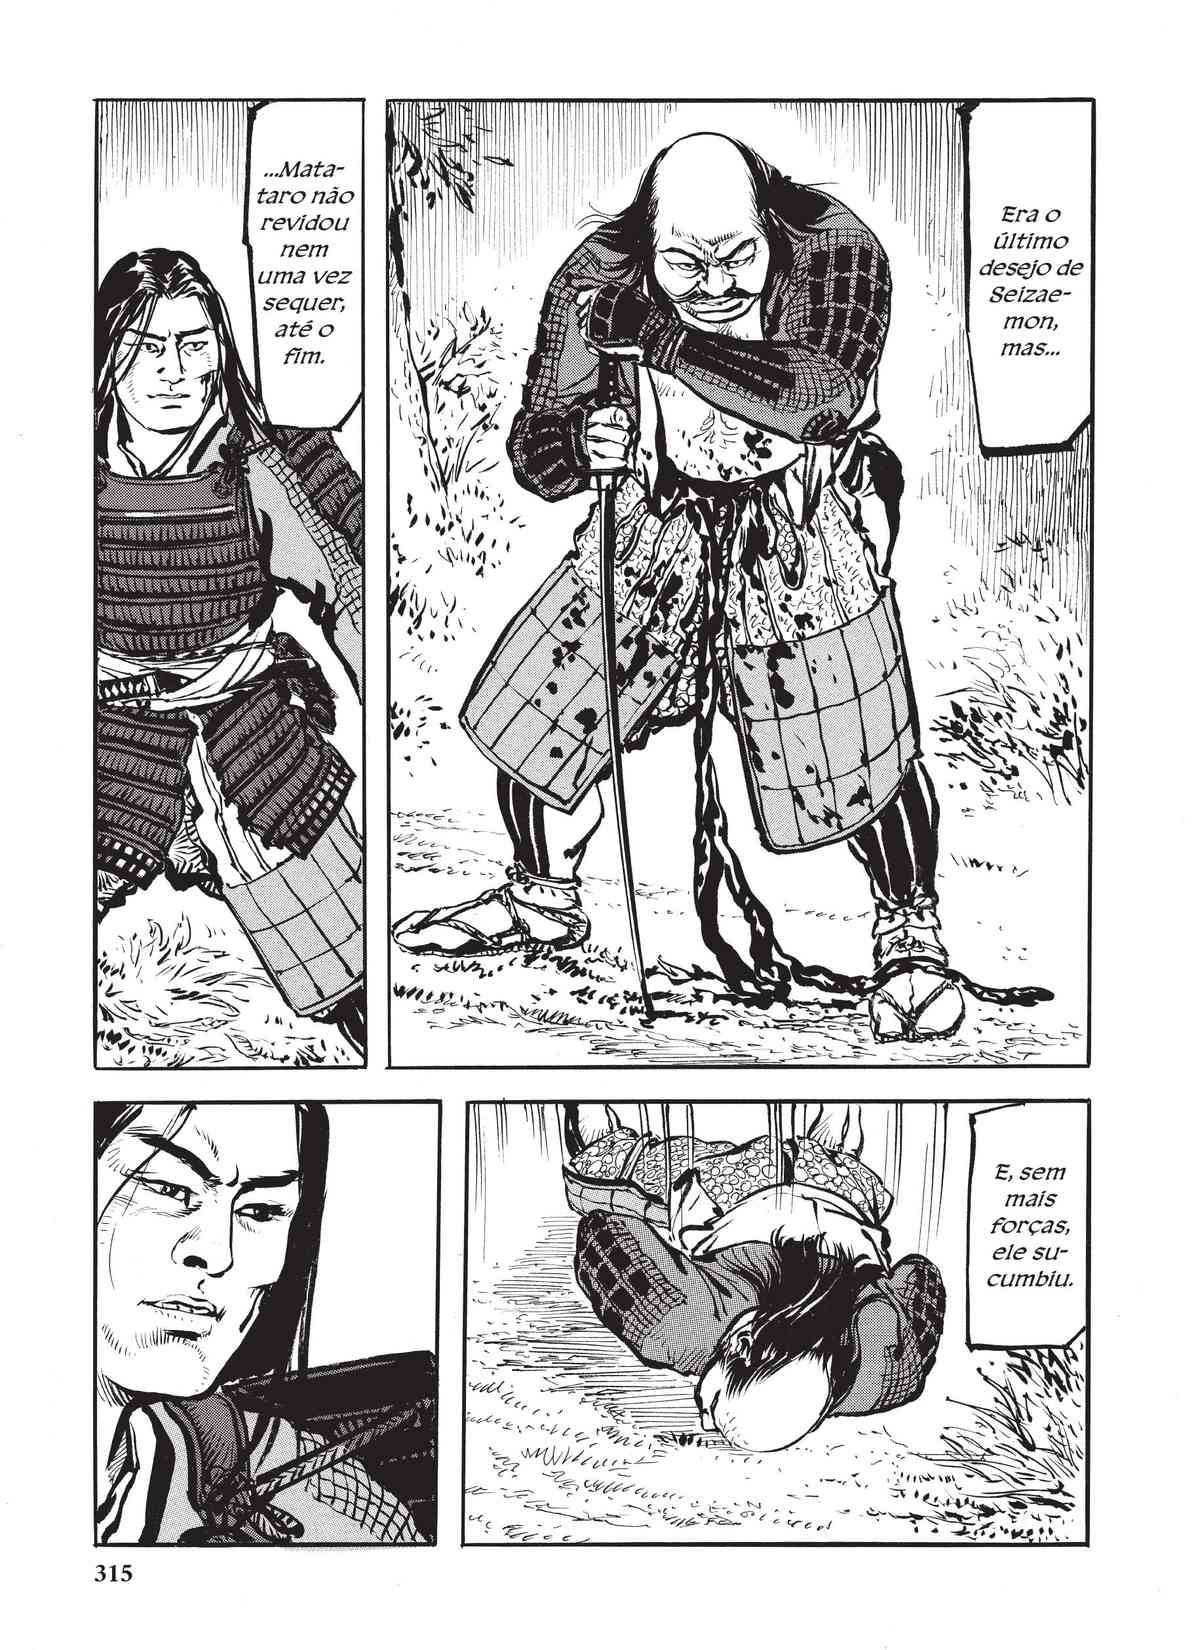 Era o
último
desejo de
Seizae-
mon,
mas...
...Mata-
taro não
revidou
nem
uma vez
sequer,
até o
fim.
E, sem
mais
forças,
ele su-
cumbiu.
315